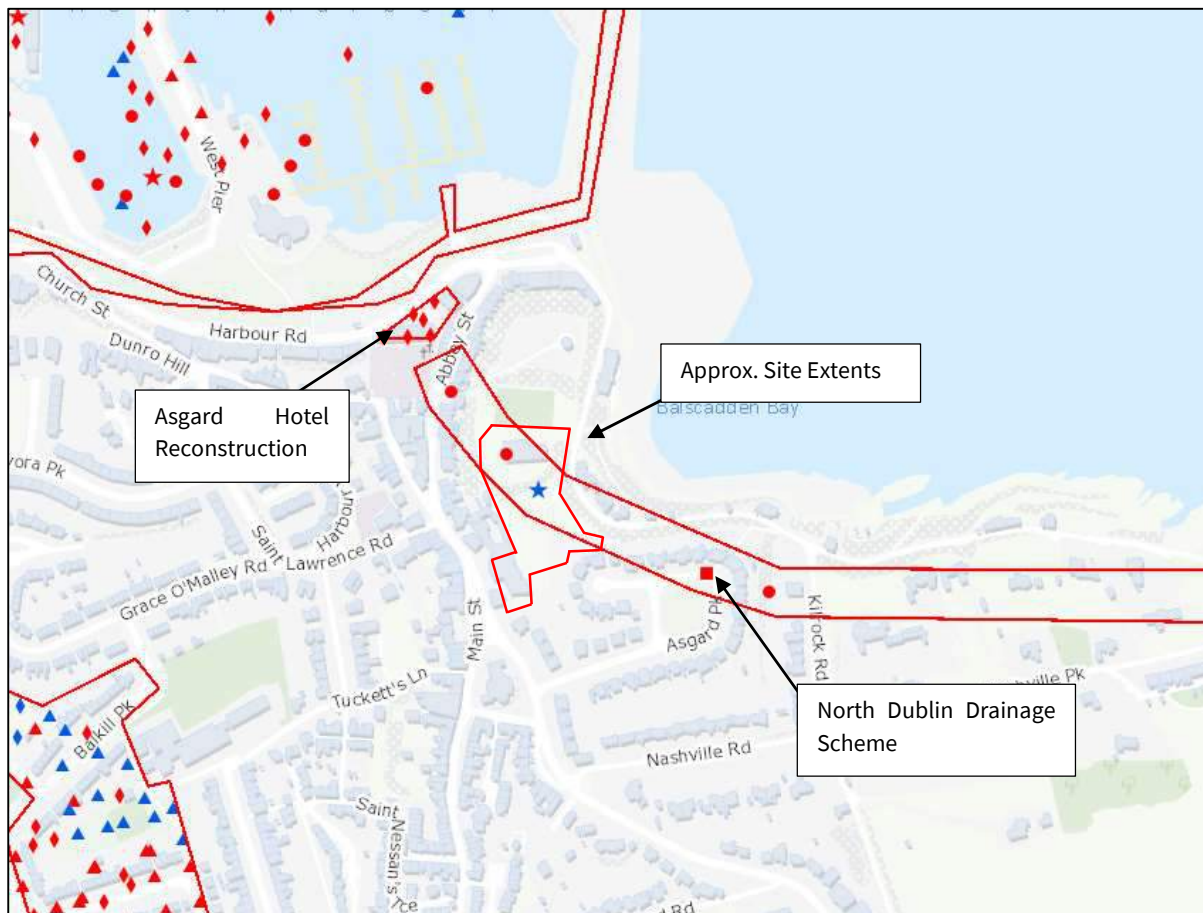 West Pier
Church St
Harbour Rd
Dunro Hill
Abbey St
Approx. Site Extents
Balscadden Bay
Asgard Hotel
Reconstruction
vora Pk
Harbour
Saint Lawrence Rd
Grace O'Malley Rd
Main St
Asgard Pk
Kilrock Rd
Tuckett's Ln
North Dublin Drainage
Scheme
Balkill Pk
Nashville Rd
Saint
Nessan's
Tce
Rd